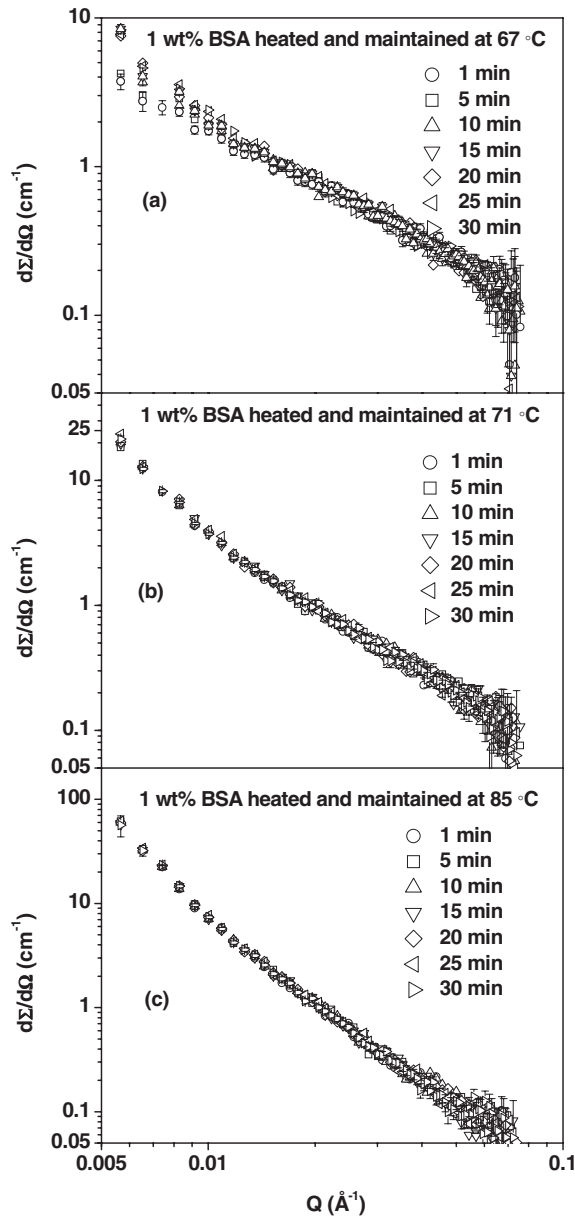 10
1 wt% BSA heated and maintained at 67 °C
1 min
5 min
10 min
15 min
20 min
25 min
30 min
1
(a)
dΣ/dΩ (cm⁻¹)
0.1
0.05
1 wt% BSA heated and maintained at 71 °C
25
10
1 min
5 min
10 min
15 min
20 min
25 min
30 min
1
(b)
dΣ/dΩ (cm⁻¹)
0.1
0.05
1 wt% BSA heated and maintained at 85 °C
100
1 min
5 min
10 min
15 min
20 min
25 min
30 min
10
1
(c)
dΣ/dΩ (cm⁻¹)
0.1
0.05
0.005 0.01 0.1
Q (Å⁻¹)